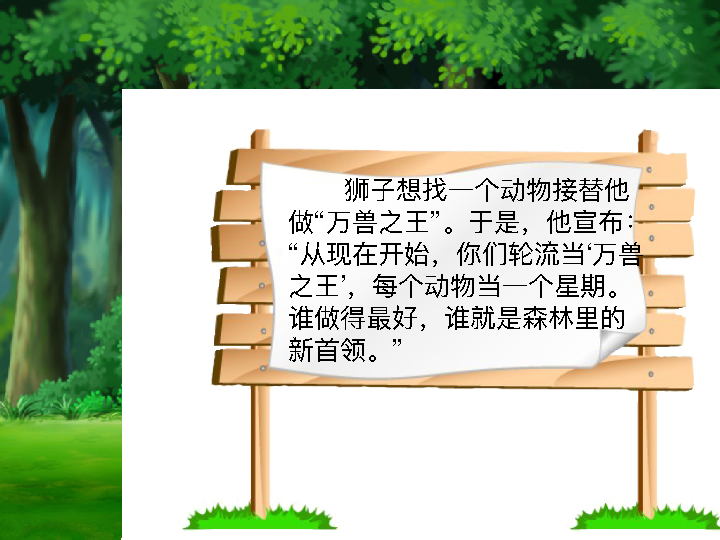 狮子想找一个动物接替他
做“万兽之王”。于是，他宣布：
“从现在开始，你们轮流当‘万兽
之王’，每个动物当一个星期。
谁做得最好，谁就是森林里的
新首领。”